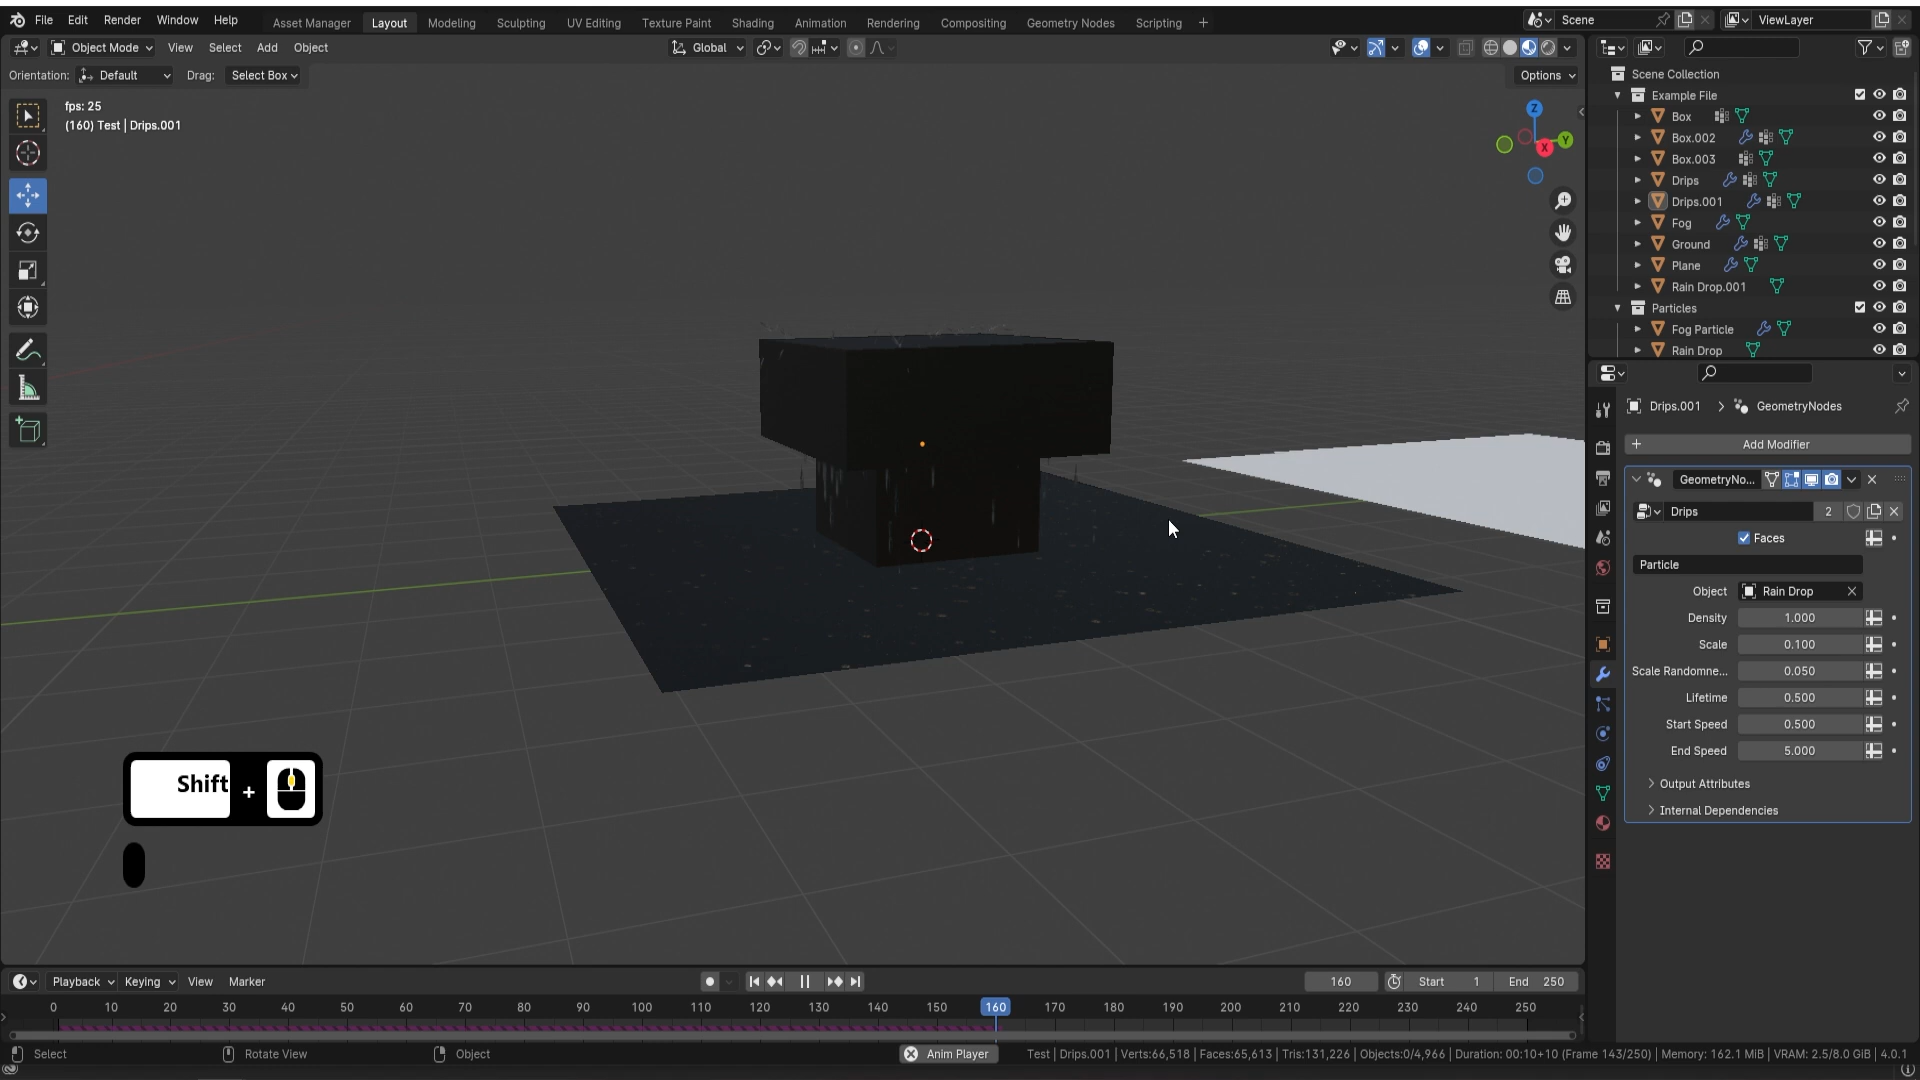 File Edit Render Window Help Asset Manager Layout Modeling Sculpting UV Editing Texture Paint Shading Animation Rendering Compositing Geometry Nodes Scripting + Scene ViewLayer
Object Mode View Select Add Object Global
Orientation: Default Drag: Select Box Options
fps: 25
(160) Test | Drips.001
Z
Y
X
Scene Collection
Example File
Box
Box.002
Box.003
Drips
Drips.001
Fog
Ground
Plane
Rain Drop.001
Particles
Fog Particle
Rain Drop
Drips.001 > GeometryNodes
+ Add Modifier
GeometryNo...
Drips 2
Faces
Particle
Object Rain Drop
Density 1.000
Scale 0.100
Scale Randomne... 0.050
Lifetime 0.500
Start Speed 0.500
End Speed 5.000
Output Attributes
Internal Dependencies
Shift +
Playback Keying View Marker 160 Start 1 End 250
0 10 20 30 40 50 60 70 80 90 100 110 120 130 140 150 160 170 180 190 200 210 220 230 240 250
Select Rotate View Object Anim Player Test | Drips.001 | Verts:66,518 | Faces:65,613 | Tris:131,226 | Objects:0/4,966 | Duration: 00:10+10 (Frame 143/250) | Memory: 162.1 MiB | VRAM: 2.5/8.0 GiB | 4.0.1